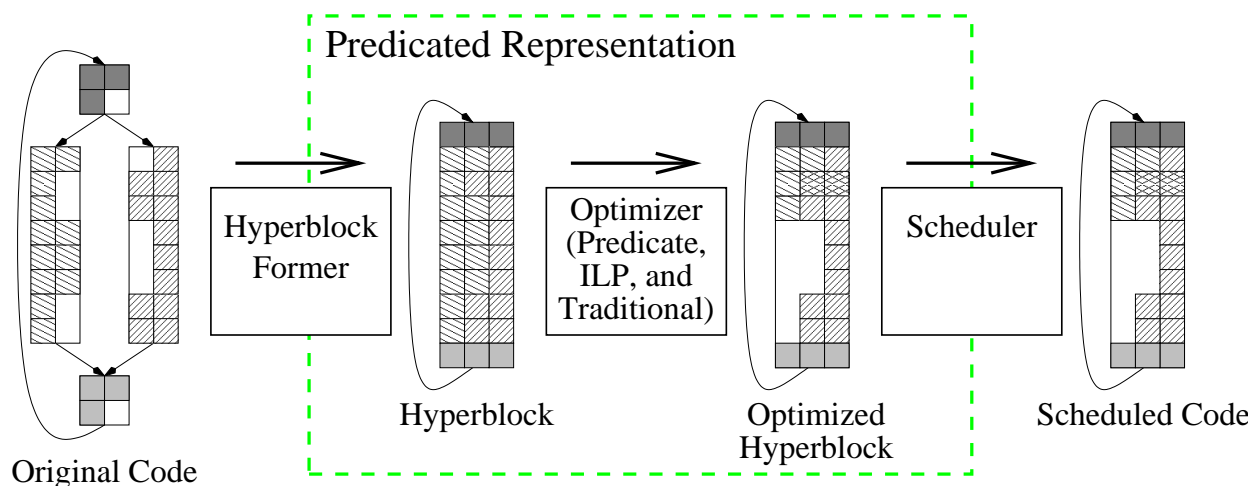 Predicated Representation
Hyperblock
Former
Optimizer
(Predicate,
ILP, and
Traditional)
Scheduler
Original Code
Hyperblock
Optimized
Hyperblock
Scheduled Code